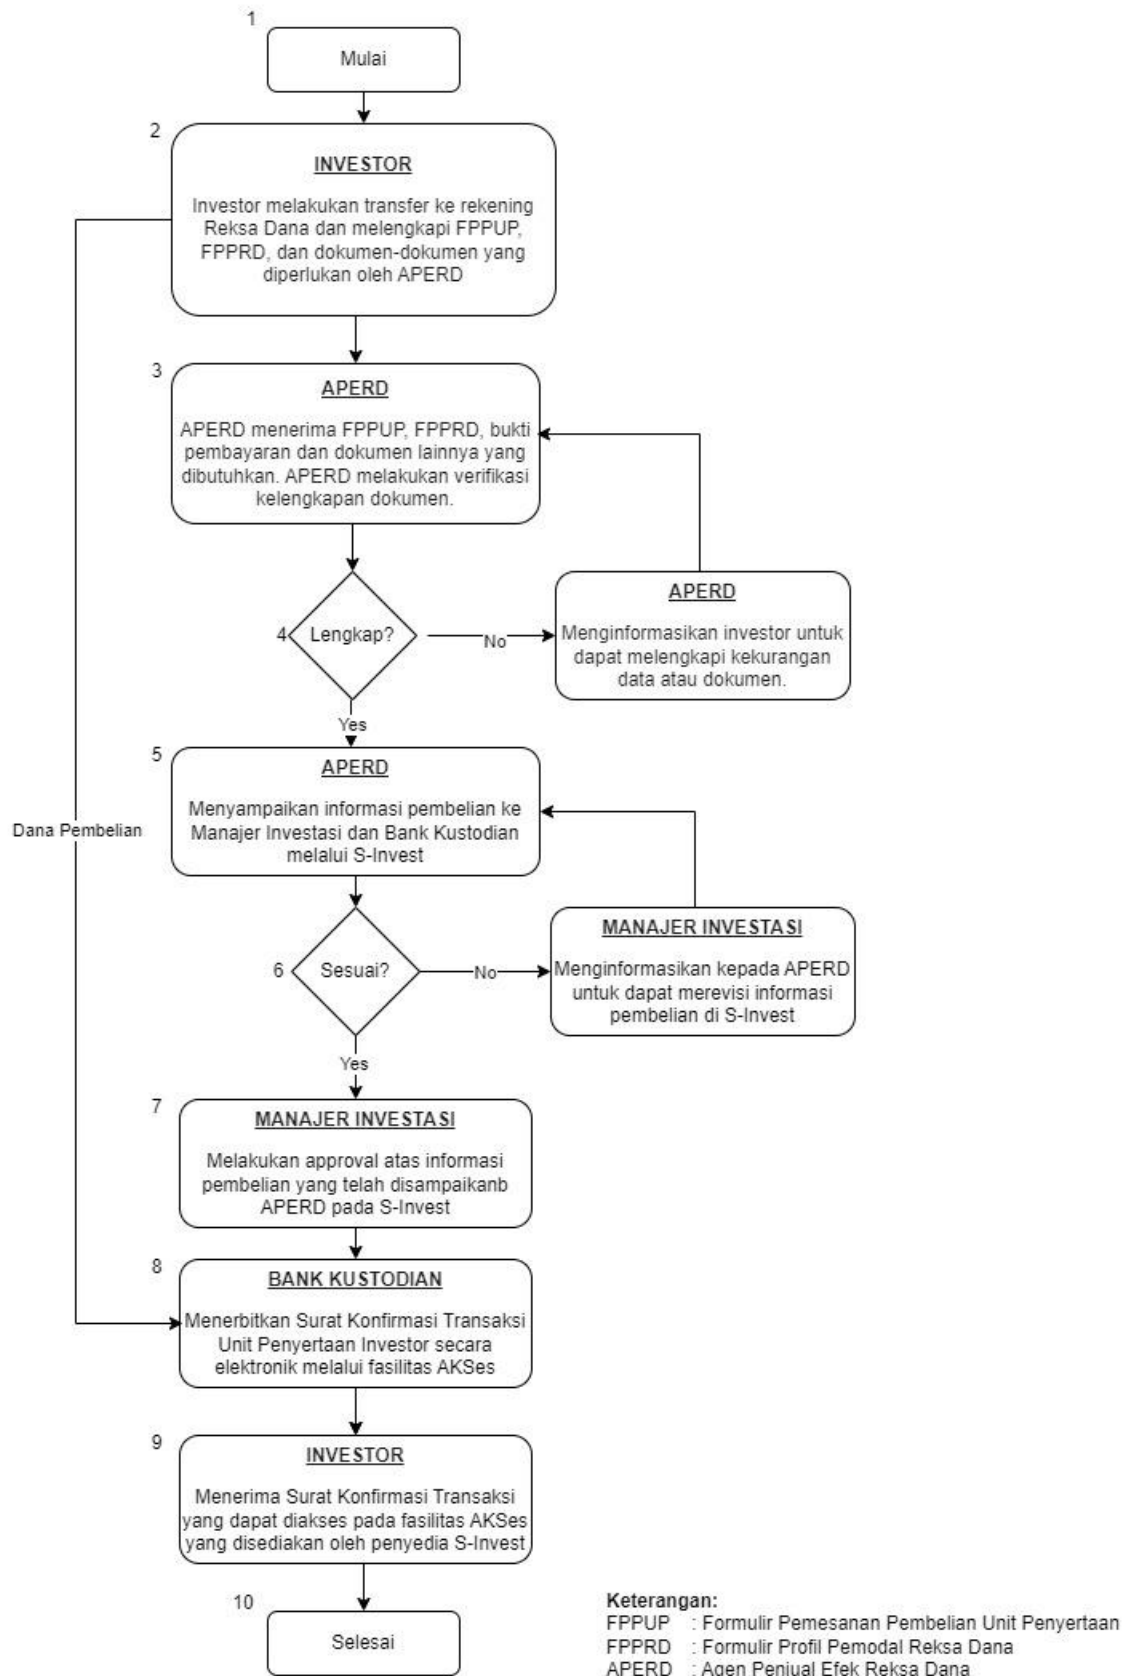 1
Mulai
2
INVESTOR
Investor melakukan transfer ke rekening
Reksa Dana dan melengkapi FPPUP,
FPPRD, dan dokumen-dokumen yang
diperlukan oleh APERD
3
APERD
APERD menerima FPPUP, FPPRD, bukti
pembayaran dan dokumen lainnya yang
dibutuhkan. APERD melakukan verifikasi
kelengkapan dokumen.
4
Lengkap?
No
APERD
Menginformasikan investor untuk
dapat melengkapi kekurangan
data atau dokumen.
Yes
5
APERD
Menyampaikan informasi pembelian ke
Manajer Investasi dan Bank Kustodian
melalui S-Invest
Dana Pembelian
6
Sesuai?
No
MANAJER INVESTASI
Menginformasikan kepada APERD
untuk dapat merevisi informasi
pembelian di S-Invest
Yes
7
MANAJER INVESTASI
Melakukan approval atas informasi
pembelian yang telah disampaikanb
APERD pada S-Invest
8
BANK KUSTODIAN
Menerbitkan Surat Konfirmasi Transaksi
Unit Penyertaan Investor secara
elektronik melalui fasilitas AKSes
9
INVESTOR
Menerima Surat Konfirmasi Transaksi
yang dapat diakses pada fasilitas AKSes
yang disediakan oleh penyedia S-Invest
10
Selesai
Keterangan:
FPPUP : Formulir Pemesanan Pembelian Unit Penyertaan
FPPRD : Formulir Profil Pemodal Reksa Dana
APERD : Agen Penjual Efek Reksa Dana